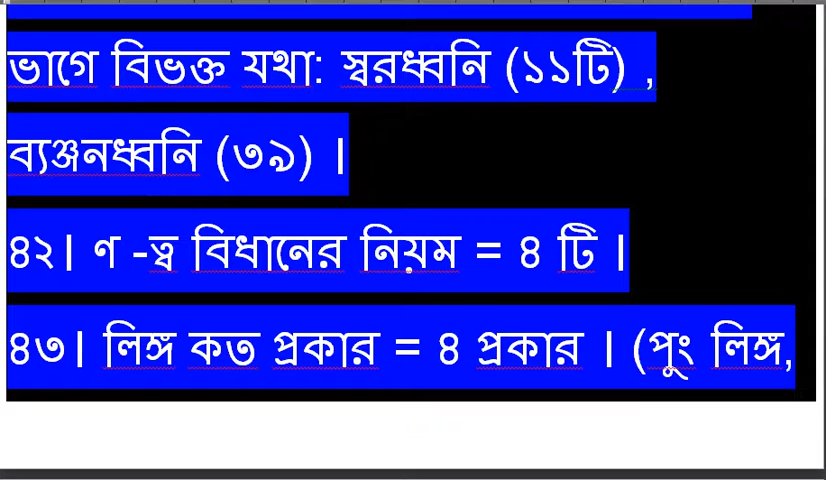 ভাগে বিভক্ত যথা: স্বরধ্বনি (১১টি) ,
ব্যঞ্জনধ্বনি (৩৯) ।
৪২। ণ -ত্ব বিধানের নিয়ম = ৪ টি ।
৪৩। লিঙ্গ কত প্রকার = ৪ প্রকার । (পুং লিঙ্গ,